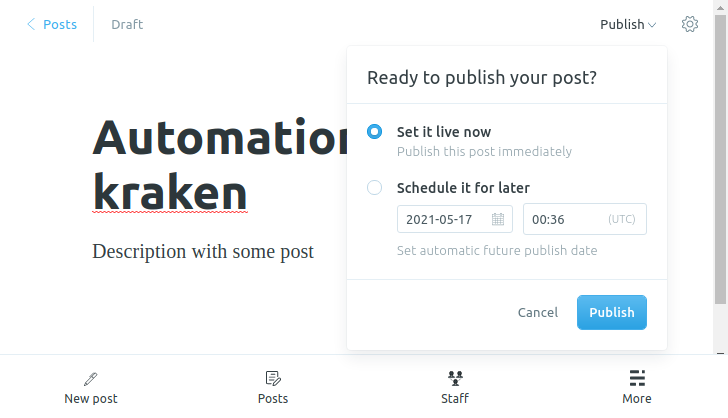 Posts
Draft
Publish
Ready to publish your post?
Automation
kraken
Description with some post
Set it live now
Publish this post immediately
Schedule it for later
2021-05-17
00:36 (UTC)
Set automatic future publish date
Cancel
Publish
New post
Posts
Staff
More